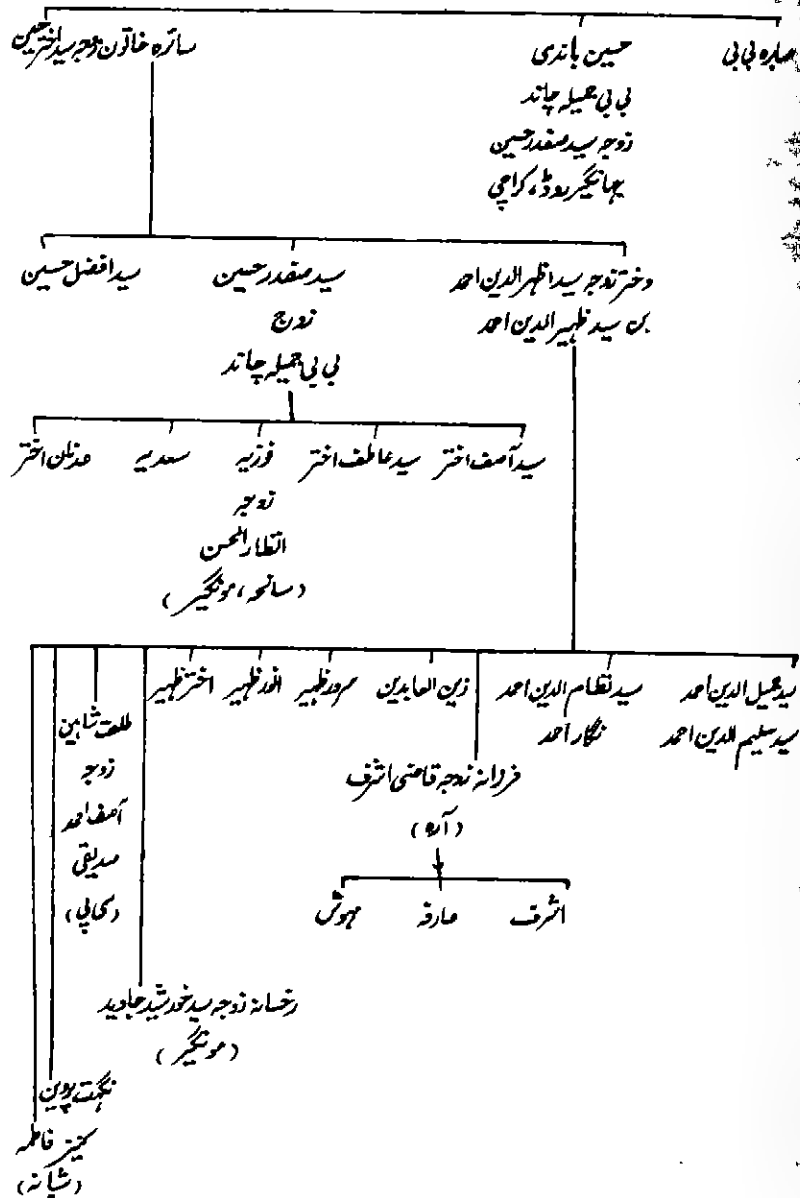 صابرہ بی بی
حسین باندی
بی بی جمیلہ چاند
زوجہ سید صفدر حسین
جہانگیر روڈ، کراچی
سائرہ خاتون زوجہ سید اختر حسین
دختر زوجہ سید اظہر الدین احمد
بن سید ظہیر الدین احمد
سید صفدر حسین
زوج
بی بی جمیلہ چاند
سید افضل حسین
سید آصف اختر
سید عاطف اختر
فوزیہ
زوجہ
الحسن
(سانحہ، مونگیر)
سعدیہ
اختر
سید جمیل الدین احمد
سید سلیم الدین احمد
سید نظام الدین احمد
نگار احمد
فرزانہ زوجہ قاضی اشرف
(آرہ)
اشرف
عارفہ
مہوش
زین العابدین
سرور ظہیر
انور ظہیر
اختر ظہیر
رخسانہ زوجہ سید خورشید جاوید
(مونگیر)
طلعت شاہین
زوجہ
آصف احمد
صدیقی
نگہت پروین
کنیز فاطمہ
(شبانہ)